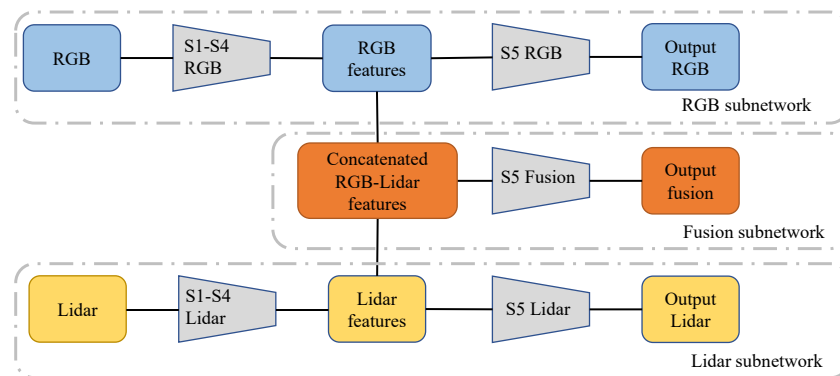 RGB
S1-S4
RGB
RGB
features
S5 RGB
Output
RGB
RGB subnetwork
Concatenated
RGB-Lidar
features
S5 Fusion
Output
fusion
Fusion subnetwork
Lidar
S1-S4
Lidar
Lidar
features
S5 Lidar
Output
Lidar
Lidar subnetwork